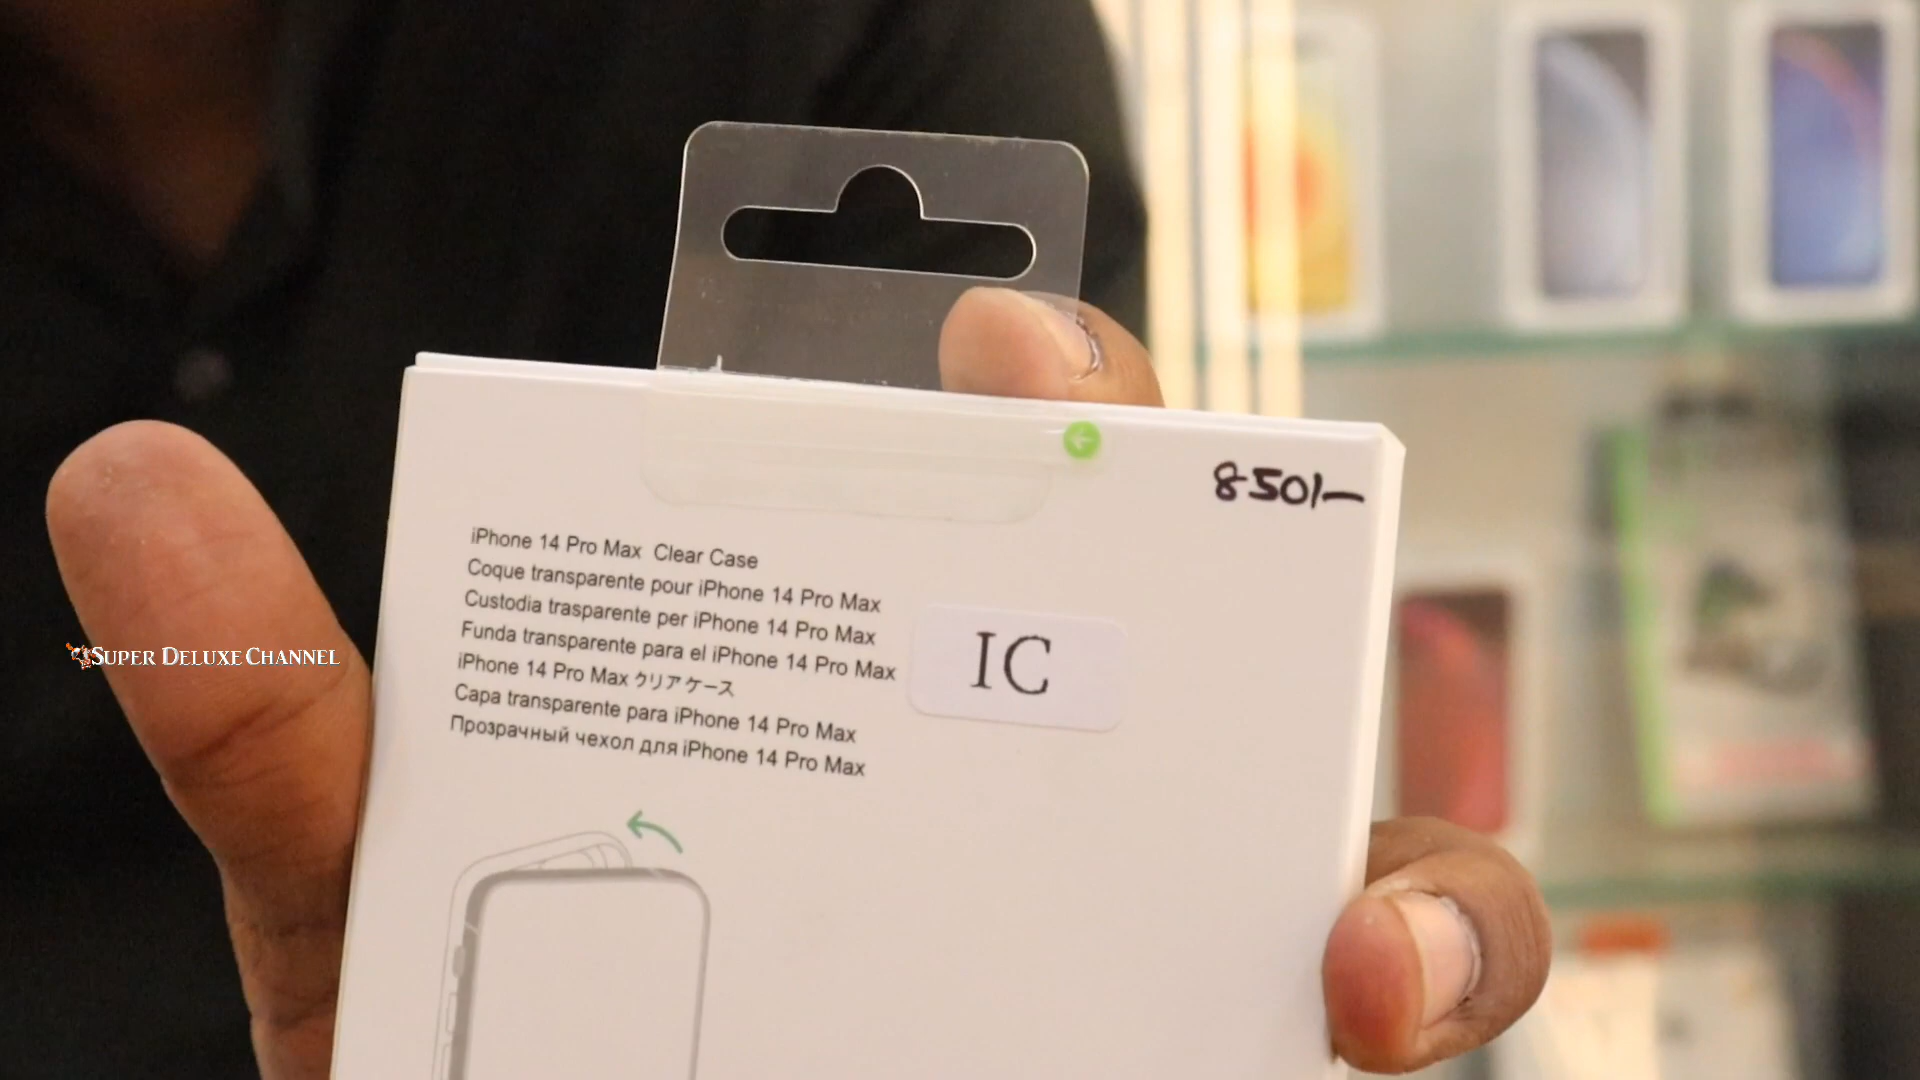 8501-
iPhone 14 Pro Max Clear Case
Coque transparente pour iPhone 14 Pro Max
Custodia trasparente per iPhone 14 Pro Max
Funda transparente para el iPhone 14 Pro Max
iPhone 14 Pro Max クリアケース
Capa transparente para iPhone 14 Pro Max
Прозрачный чехол для iPhone 14 Pro Max
IC
SUPER DELUXE CHANNEL